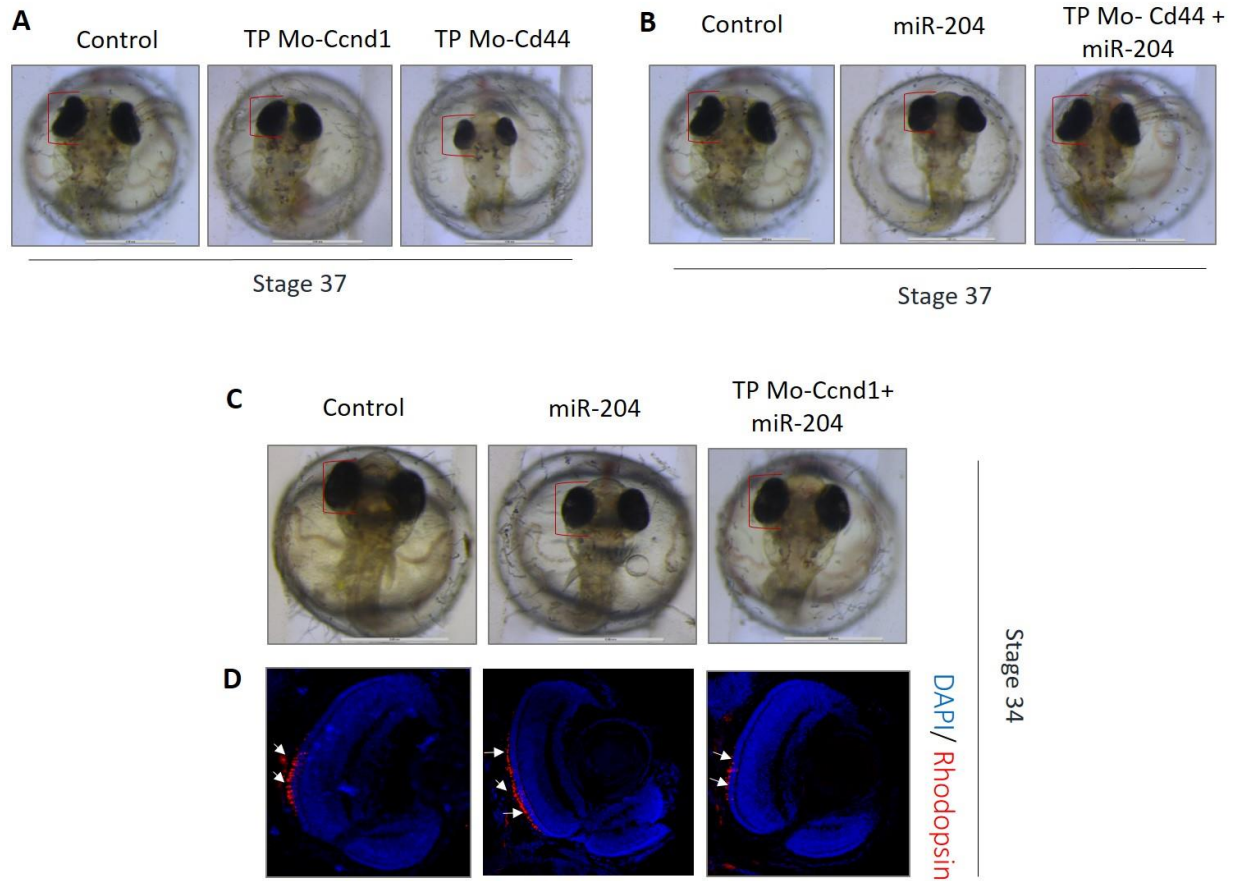 A
Control
TP Mo-Ccnd1
TP Mo-Cd44
Stage 37
B
Control
miR-204
TP Mo- Cd44 +
miR-204
Stage 37
C
Control
miR-204
TP Mo-Ccnd1+
miR-204
D
Stage 34
DAPI/ Rhodopsin